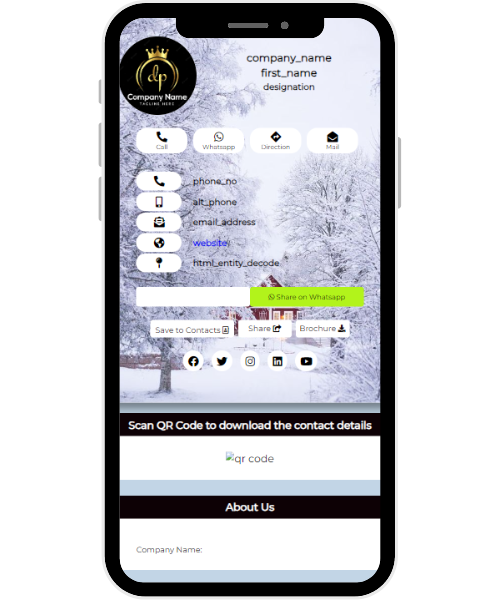 dp
Company Name
TAGLINE HERE
company_name
first_name
designation
Call Whatsapp Direction Mail
phone_no
alt_phone
email_address
website/
html_entity_decode
Share on Whatsapp
Save to Contacts Share Brochure
Scan QR Code to download the contact details
qr code
About Us
Company Name: